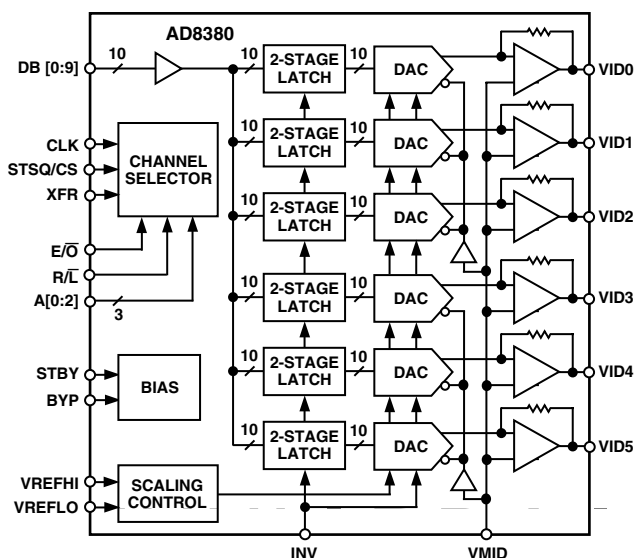 AD8380
DB [0:9]
10
10
2-STAGE
LATCH
10
DAC
VID0
CLK
STSQ/CS
XFR
CHANNEL
SELECTOR
10
2-STAGE
LATCH
10
DAC
VID1
10
2-STAGE
LATCH
10
DAC
VID2
E/O̅
R/L̅
A[0:2]
3
10
2-STAGE
LATCH
10
DAC
VID3
STBY
BYP
BIAS
10
2-STAGE
LATCH
10
DAC
VID4
10
2-STAGE
LATCH
10
DAC
VID5
VREFHI
VREFLO
SCALING
CONTROL
INV
VMID